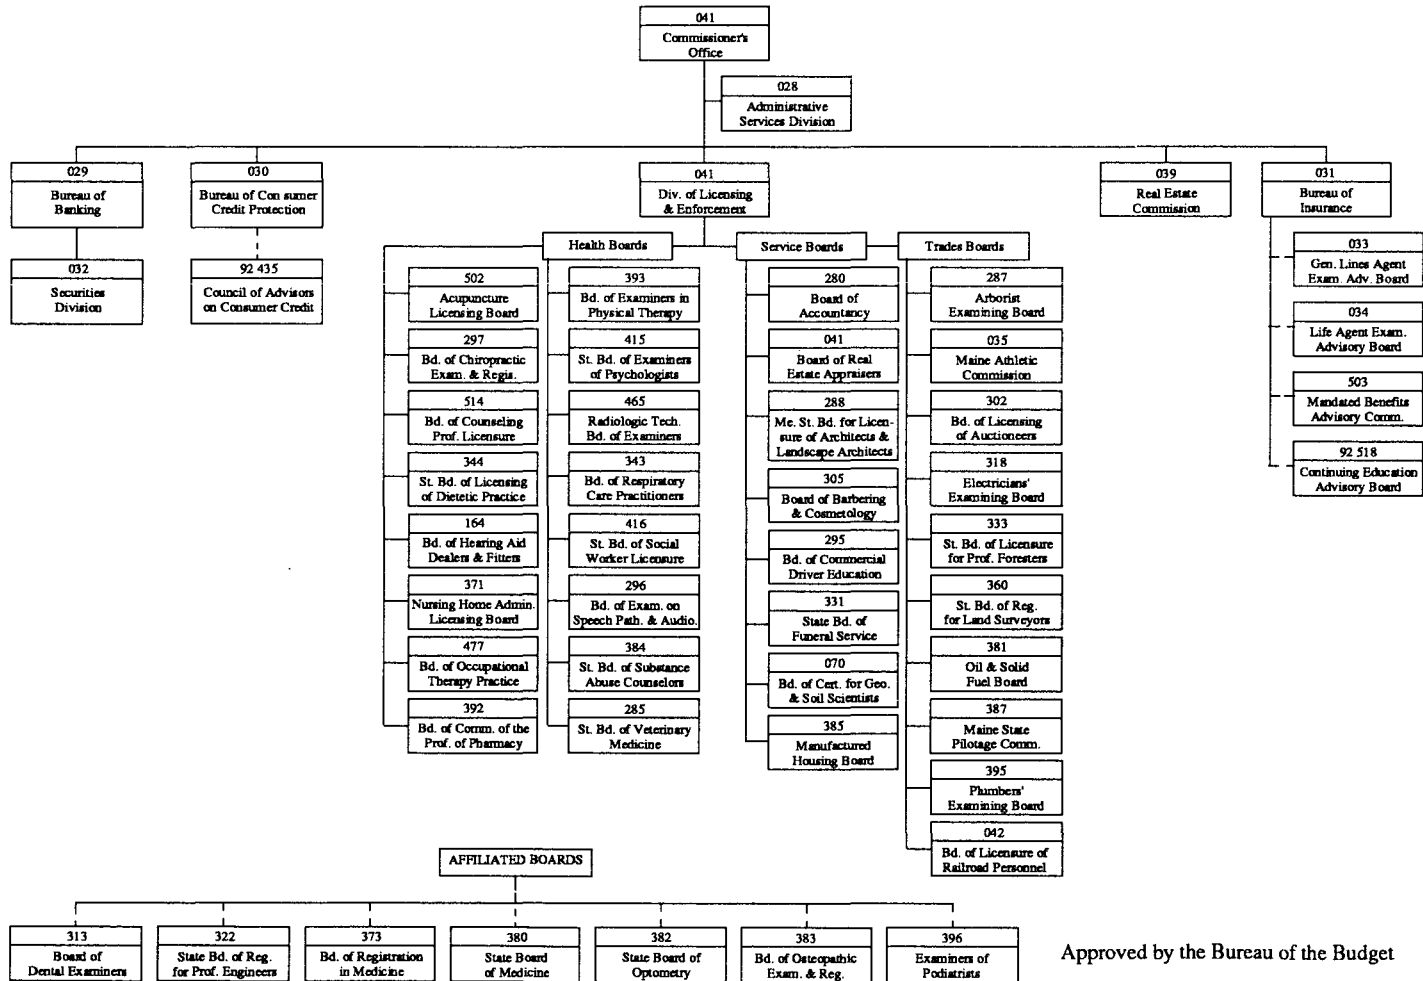 041
Commissioner's
Office
028
Administrative
Services Division
029
Bureau of
Banking
030
Bureau of Con sumer
Credit Protection
041
Div. of Licensing
& Enforcement
039
Real Estate
Commission
031
Bureau of
Insurance
032
Securities
Division
92 435
Council of Advisors
on Consumer Credit
Health Boards
Service Boards
Trades Boards
033
Gen. Lines Agent
Exam. Adv. Board
034
Life Agent Exam.
Advisory Board
503
Mandated Benefits
Advisory Comm.
92 518
Continuing Education
Advisory Board
502
Acupuncture
Licensing Board
297
Bd. of Chiropractic
Exam. & Regis.
514
Bd. of Counseling
Prof. Licensure
344
St. Bd. of Licensing
of Dietetic Practice
164
Bd. of Hearing Aid
Dealers & Fitters
371
Nursing Home Admin.
Licensing Board
477
Bd. of Occupational
Therapy Practice
392
Bd. of Comm. of the
Prof. of Pharmacy
393
Bd. of Examiners in
Physical Therapy
415
St. Bd. of Examiners
of Psychologists
465
Radiologic Tech.
Bd. of Examiners
343
Bd. of Respiratory
Care Practitioners
416
St. Bd. of Social
Worker Licensure
296
Bd. of Exam. on
Speech Path. & Audio.
384
St. Bd. of Substance
Abuse Counselors
285
St. Bd. of Veterinary
Medicine
280
Board of
Accountancy
041
Board of Real
Estate Appraisers
288
Me. St. Bd. for Licen-
sure of Architects &
Landscape Architects
305
Board of Barbering
& Cosmetology
295
Bd. of Commercial
Driver Education
331
State Bd. of
Funeral Service
070
Bd. of Cert. for Geo.
& Soil Scientists
385
Manufactured
Housing Board
287
Arborist
Examining Board
035
Maine Athletic
Commission
302
Bd. of Licensing
of Auctioneers
318
Electricians'
Examining Board
333
St. Bd. of Licensure
for Prof. Foresters
360
St. Bd. of Reg.
for Land Surveyors
381
Oil & Solid
Fuel Board
387
Maine State
Pilotage Comm.
395
Plumbers'
Examining Board
042
Bd. of Licensure of
Railroad Personnel
AFFILIATED BOARDS
313
Board of
Dental Examiners
322
State Bd. of Reg.
for Prof. Engineers
373
Bd. of Registration
in Medicine
380
State Board
of Medicine
382
State Board of
Optometry
383
Bd. of Osteopathic
Exam. & Reg.
396
Examiners of
Podiatrists
Approved by the Bureau of the Budget